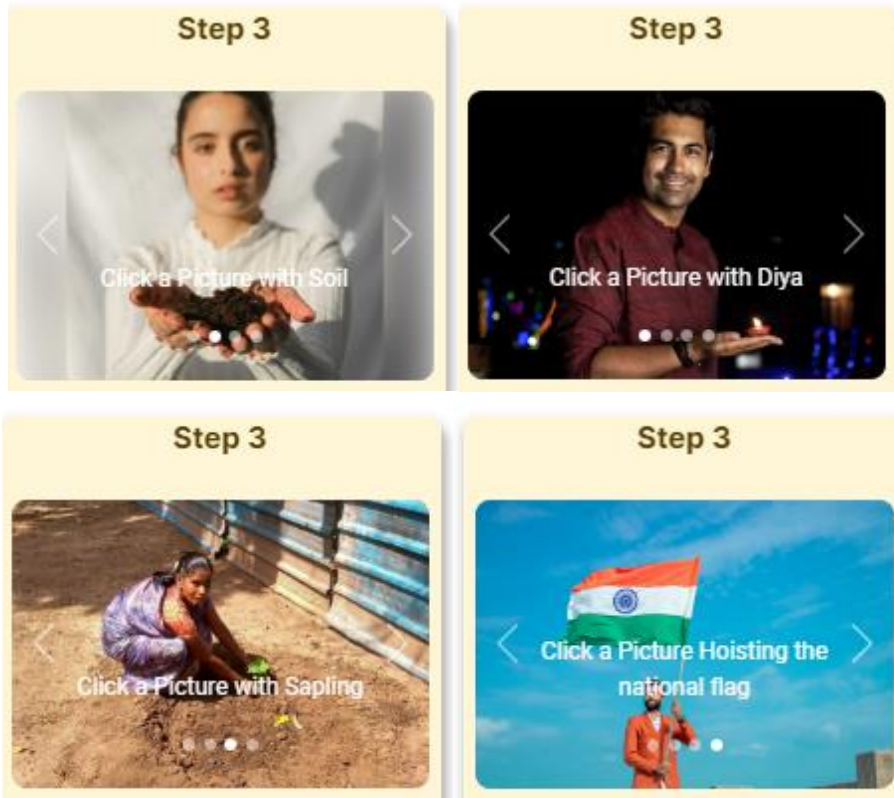 Step 3
Click a Picture with Soil
Step 3
Click a Picture with Diya
Step 3
Click a Picture with Sapling
Step 3
Click a Picture Hoisting the
national flag